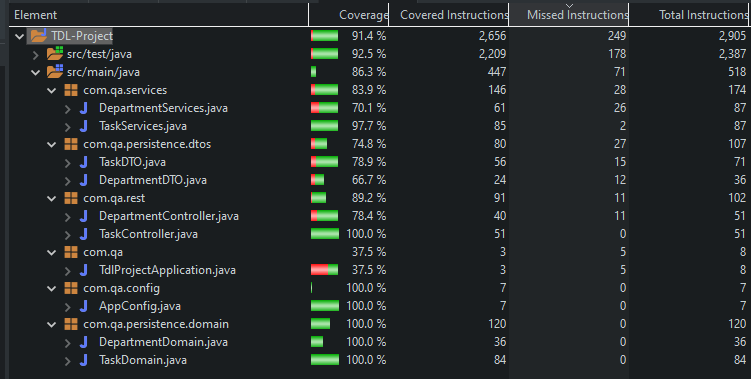 Element Coverage Covered Instructions Missed Instructions Total Instructions
TDL-Project 91.4 % 2,656 249 2,905
src/test/java 92.5 % 2,209 178 2,387
src/main/java 86.3 % 447 71 518
com.qa.services 83.9 % 146 28 174
DepartmentServices.java 70.1 % 61 26 87
TaskServices.java 97.7 % 85 2 87
com.qa.persistence.dtos 74.8 % 80 27 107
TaskDTO.java 78.9 % 56 15 71
DepartmentDTO.java 66.7 % 24 12 36
com.qa.rest 89.2 % 91 11 102
DepartmentController.java 78.4 % 40 11 51
TaskController.java 100.0 % 51 0 51
com.qa 37.5 % 3 5 8
TdlProjectApplication.java 37.5 % 3 5 8
com.qa.config 100.0 % 7 0 7
AppConfig.java 100.0 % 7 0 7
com.qa.persistence.domain 100.0 % 120 0 120
DepartmentDomain.java 100.0 % 36 0 36
TaskDomain.java 100.0 % 84 0 84